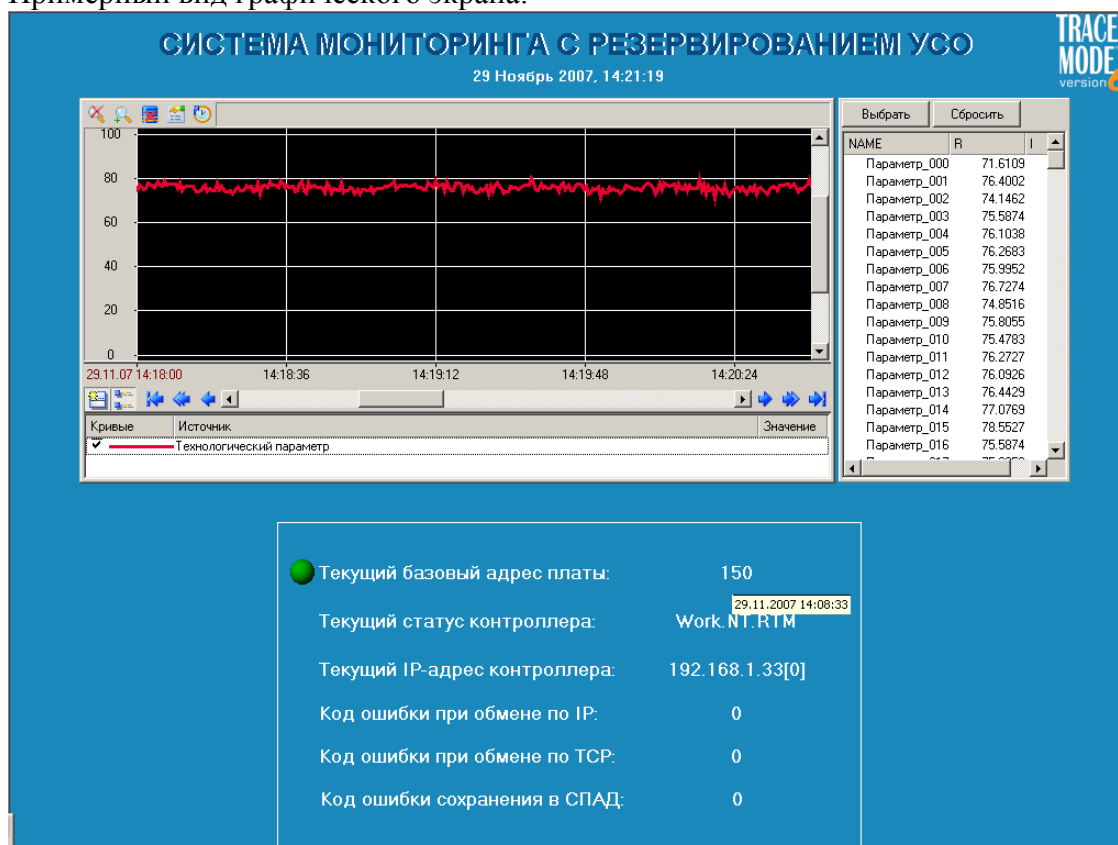 Примерный вид графического экрана:
СИСТЕМА МОНИТОРИНГА С РЕЗЕРВИРОВАНИЕМ УСО
29 Ноябрь 2007, 14:21:19
TRACE
MODE
version 6
100
80
60
40
20
0
29.11.07 14:18:00 14:18:36 14:19:12 14:19:48 14:20:24
Кривые Источник Значение
Технологический параметр
Выбрать Сбросить
NAME R I
Параметр_000 71.6109
Параметр_001 76.4002
Параметр_002 74.1462
Параметр_003 75.5874
Параметр_004 76.1038
Параметр_005 76.2683
Параметр_006 75.9952
Параметр_007 76.7274
Параметр_008 74.8516
Параметр_009 75.8055
Параметр_010 75.4783
Параметр_011 76.2727
Параметр_012 76.0926
Параметр_013 76.4429
Параметр_014 77.0769
Параметр_015 78.5527
Параметр_016 75.5874
Текущий базовый адрес платы: 150
29.11.2007 14:08:33
Текущий статус контроллера: Work.NT.RTM
Текущий IP-адрес контроллера: 192.168.1.33[0]
Код ошибки при обмене по IP: 0
Код ошибки при обмене по TCP: 0
Код ошибки сохранения в СПАД: 0